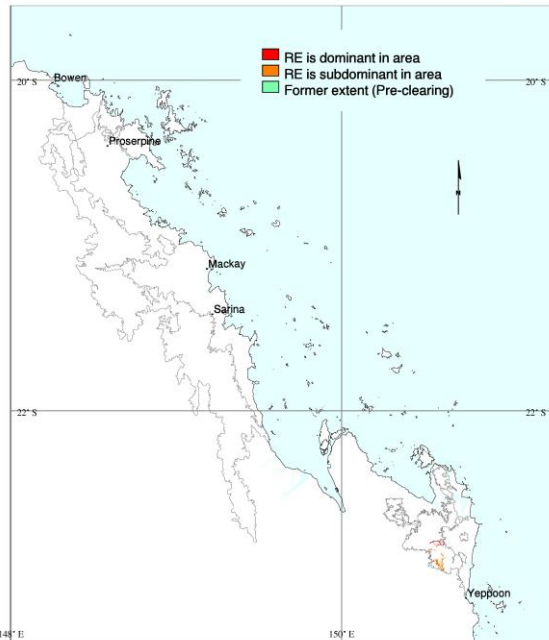 RE is dominant in area
RE is subdominant in area
Former extent (Pre-clearing)
20° S
20° S
Bowen
Proserpine
N
Mackay
Sarina
22° S
22° S
Yeppoon
148° E
150° E